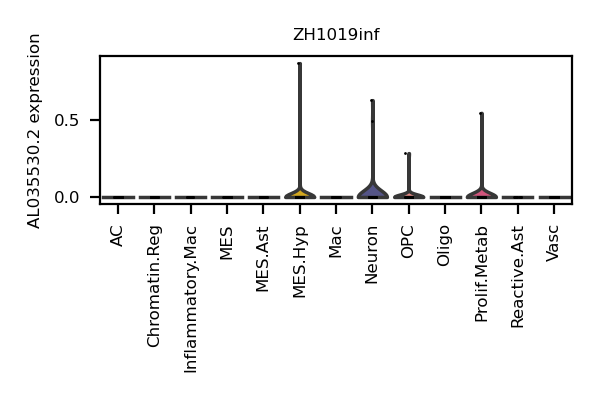 ZH1019inf
AL035530.2 expression
0.5
0.0
AC
Chromatin.Reg
Inflammatory.Mac
MES
MES.Ast
MES.Hyp
Mac
Neuron
OPC
Oligo
Prolif.Metab
Reactive.Ast
Vasc